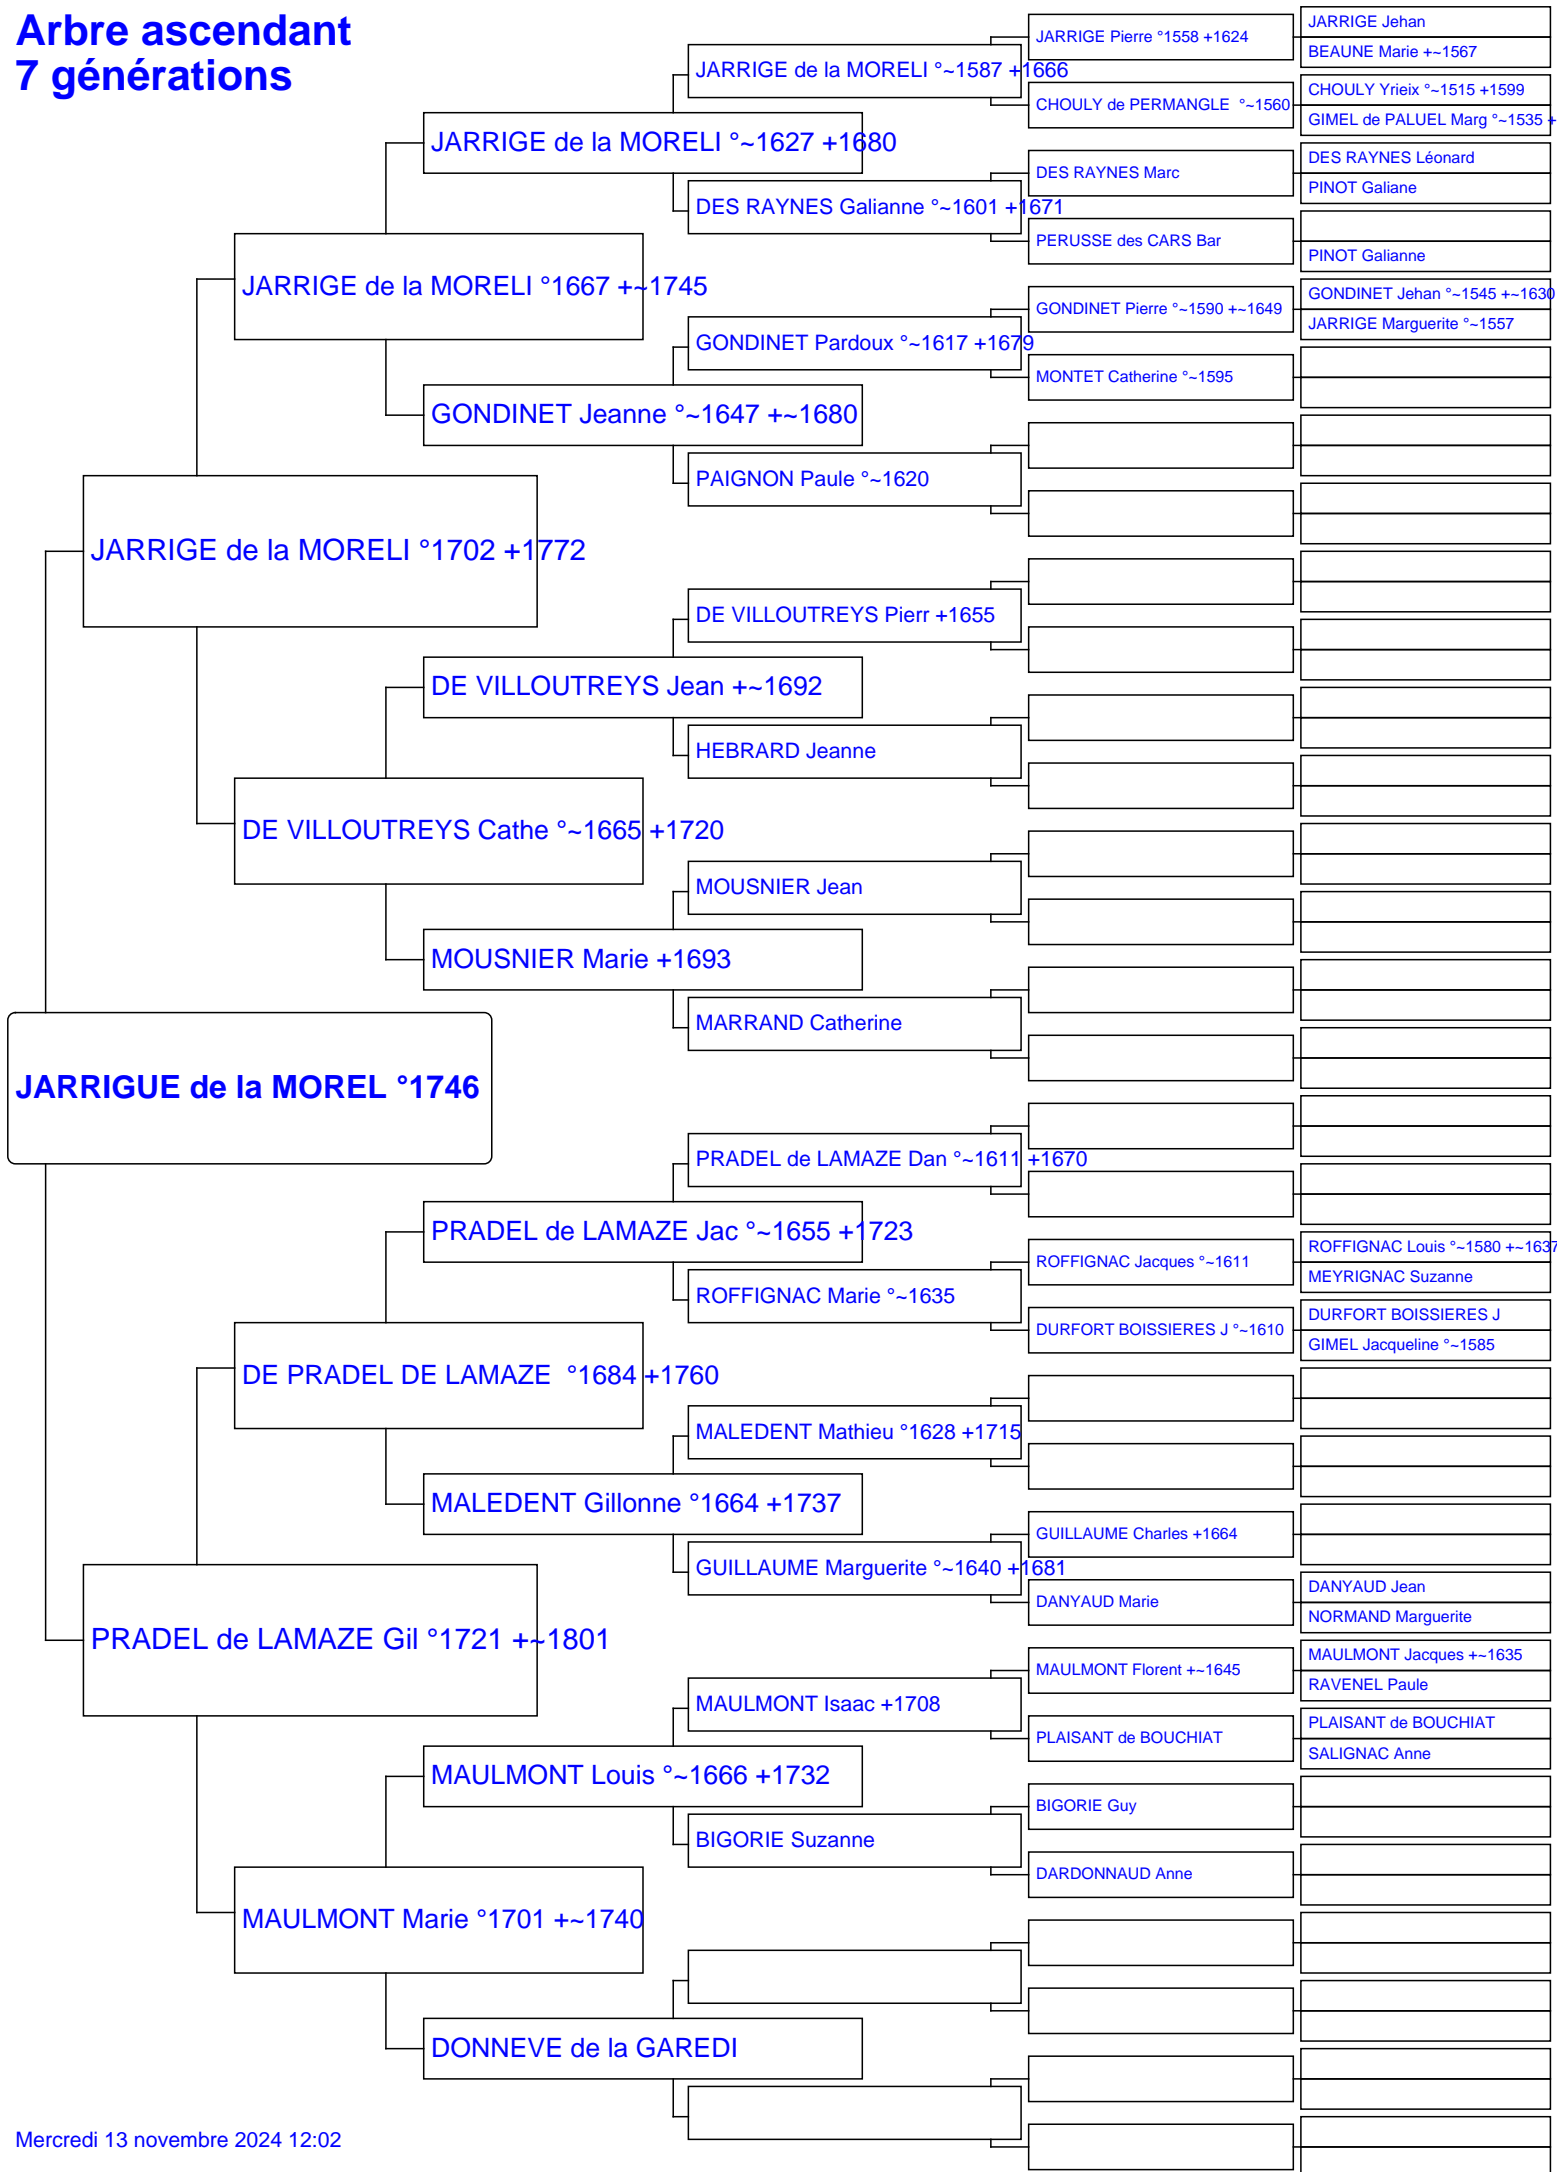 Arbre ascendant
7 générations
JARRIGE Jehan
JARRIGE Pierre °1558 +1624
BEAUNE Marie +~1567
JARRIGE de la MORELI °~1587 +1666
CHOULY Yrieix °~1515 +1599
CHOULY de PERMANGLE °~1560
GIMEL de PALUEL Marg °~1535 +
JARRIGE de la MORELI °~1627 +1680
DES RAYNES Léonard
DES RAYNES Marc
PINOT Galiane
DES RAYNES Galianne °~1601 +1671
PERUSSE des CARS Bar
PINOT Galianne
JARRIGE de la MORELI °1667 +~1745
GONDINET Jehan °~1545 +~1630
GONDINET Pierre °~1590 +~1649
JARRIGE Marguerite °~1557
GONDINET Pardoux °~1617 +1679
MONTET Catherine °~1595
GONDINET Jeanne °~1647 +~1680
PAIGNON Paule °~1620
JARRIGE de la MORELI °1702 +1772
DE VILLOUTREYS Pierr +1655
DE VILLOUTREYS Jean +~1692
HEBRARD Jeanne
DE VILLOUTREYS Cathe °~1665 +1720
MOUSNIER Jean
MOUSNIER Marie +1693
MARRAND Catherine
JARRIGUE de la MOREL °1746
PRADEL de LAMAZE Dan °~1611 +1670
PRADEL de LAMAZE Jac °~1655 +1723
ROFFIGNAC Louis °~1580 +~1637
ROFFIGNAC Jacques °~1611
MEYRIGNAC Suzanne
ROFFIGNAC Marie °~1635
DURFORT BOISSIERES J
DURFORT BOISSIERES J °~1610
GIMEL Jacqueline °~1585
DE PRADEL DE LAMAZE °1684 +1760
MALEDENT Mathieu °1628 +1715
MALEDENT Gillonne °1664 +1737
GUILLAUME Charles +1664
GUILLAUME Marguerite °~1640 +1681
DANYAUD Jean
DANYAUD Marie
NORMAND Marguerite
PRADEL de LAMAZE Gil °1721 +~1801
MAULMONT Jacques +~1635
MAULMONT Florent +~1645
RAVENEL Paule
MAULMONT Isaac +1708
PLAISANT de BOUCHIAT
PLAISANT de BOUCHIAT
SALIGNAC Anne
MAULMONT Louis °~1666 +1732
BIGORIE Guy
BIGORIE Suzanne
DARDONNAUD Anne
MAULMONT Marie °1701 +~1740
DONNEVE de la GAREDI
Mercredi 13 novembre 2024 12:02